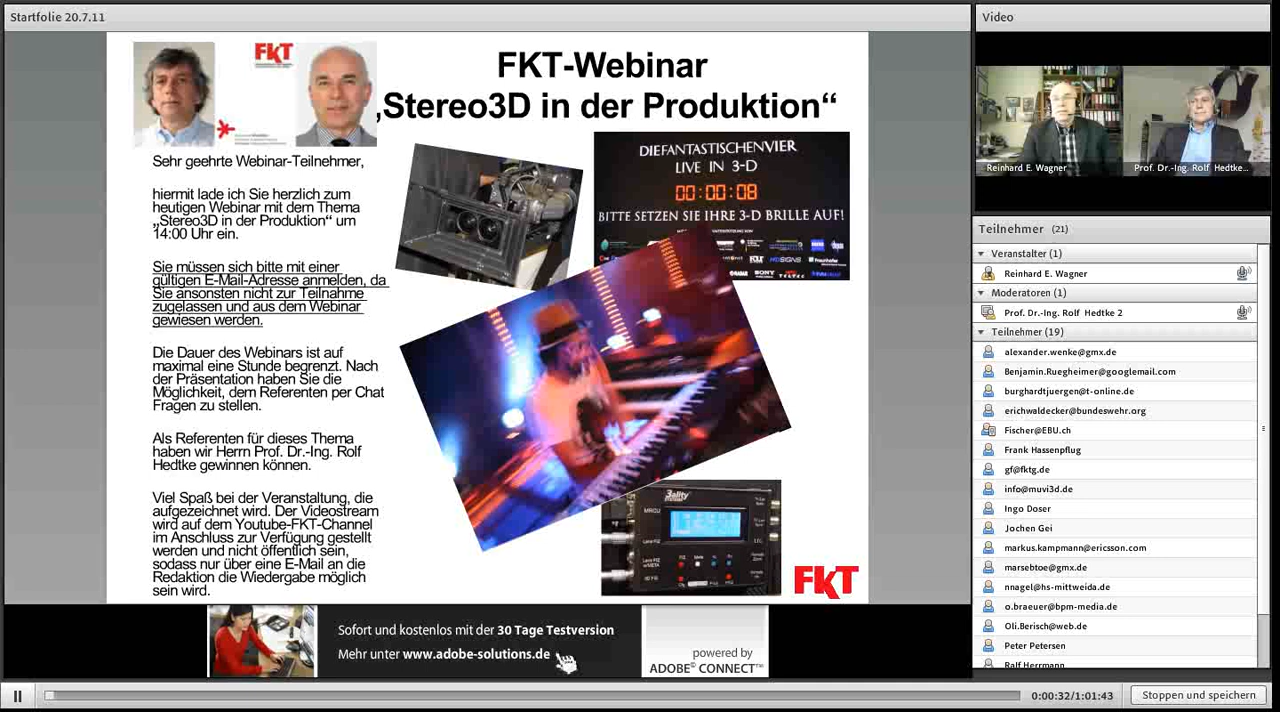 Startfolie 20.7.11
FKT
FKT-Webinar
„Stereo3D in der Produktion“
Sehr geehrte Webinar-Teilnehmer,
hiermit lade ich Sie herzlich zum
heutigen Webinar mit dem Thema
„Stereo3D in der Produktion“ um
14:00 Uhr ein.
Sie müssen sich bitte mit einer
gültigen E-Mail-Adresse anmelden, da
Sie ansonsten nicht zur Teilnahme
zugelassen und aus dem Webinar
gewiesen werden.
Die Dauer des Webinars ist auf
maximal eine Stunde begrenzt. Nach
der Präsentation haben Sie die
Möglichkeit, dem Referenten per Chat
Fragen zu stellen.
Als Referenten für dieses Thema
haben wir Herrn Prof. Dr.-Ing. Rolf
Hedtke gewinnen können.
Viel Spaß bei der Veranstaltung, die
aufgezeichnet wird. Der Videostream
wird auf dem Youtube-FKT-Channel
im Anschluss zur Verfügung gestellt
werden und nicht öffentlich sein,
sodass nur über eine E-Mail an die
Redaktion die Wiedergabe möglich
sein wird.
DIEFANTASTISCHENVIER
LIVE IN 3-D
00:00:08
BITTE SETZEN SIE IHRE 3-D BRILLE AUF!
SONY
Fraunhofer
3ality
FKT
Sofort und kostenlos mit der 30 Tage Testversion
Mehr unter www.adobe-solutions.de
powered by
ADOBE® CONNECT™
Video
Reinhard E. Wagner
Prof. Dr.-Ing. Rolf Hedtke...
Teilnehmer (21)
Veranstalter (1)
Reinhard E. Wagner
Moderatoren (1)
Prof. Dr.-Ing. Rolf Hedtke 2
Teilnehmer (19)
alexander.wenke@gmx.de
Benjamin.Ruegheimer@googlemail.com
burghardtjuergen@t-online.de
erichwaldecker@bundeswehr.org
Fischer@EBU.ch
Frank Hassenpflug
gf@fktg.de
info@muvi3d.de
Ingo Doser
Jochen Gei
markus.kampmann@ericsson.com
marsebtoe@gmx.de
nnagel@hs-mittweida.de
o.braeuer@bpm-media.de
Oli.Berisch@web.de
Peter Petersen
Ralf Herrmann
0:00:32/1:01:43
Stoppen und speichern